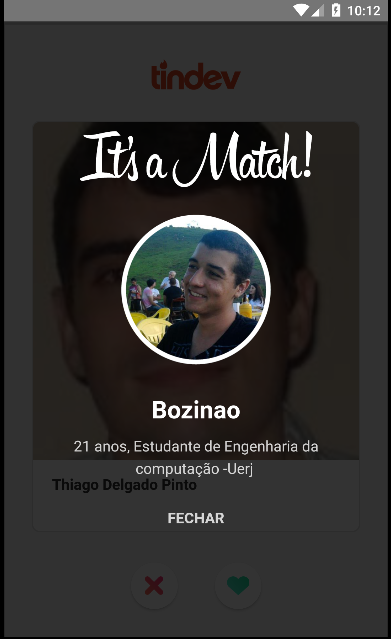 10:12
tindev
It's a Match!
Bozinao
21 anos, Estudante de Engenharia da
computação -Uerj
Thiago Delgado Pinto
FECHAR